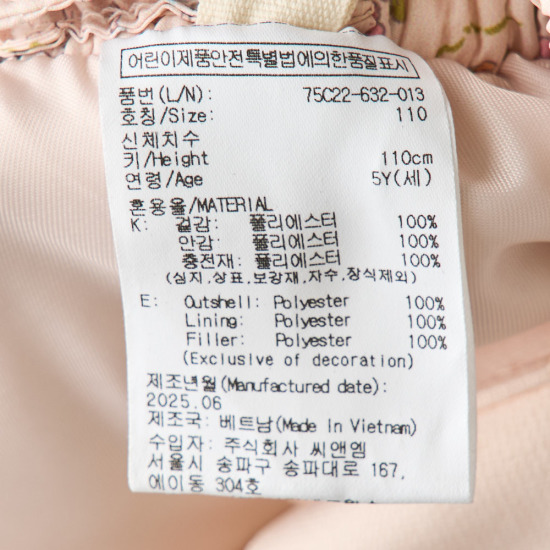 어린이제품안전특별법에의한품질표시
품번(L/N): 75C22-632-013
호칭/Size: 110
신체치수
키/Height 110cm
연령/Age 5Y(세)
혼용율/MATERIAL
K: 겉감: 폴리에스터 100%
안감: 폴리에스터 100%
충전재: 폴리에스터 100%
(심지,상표,보강재,자수,장식제외)
E: Outshell: Polyester 100%
Lining: Polyester 100%
Filler: Polyester 100%
(Exclusive of decoration)
제조년월(Manufactured date):
2025.06
제조국: 베트남(Made In Vietnam)
수입자: 주식회사 씨앤엠
서울시 송파구 송파대로 167,
에이동 304호